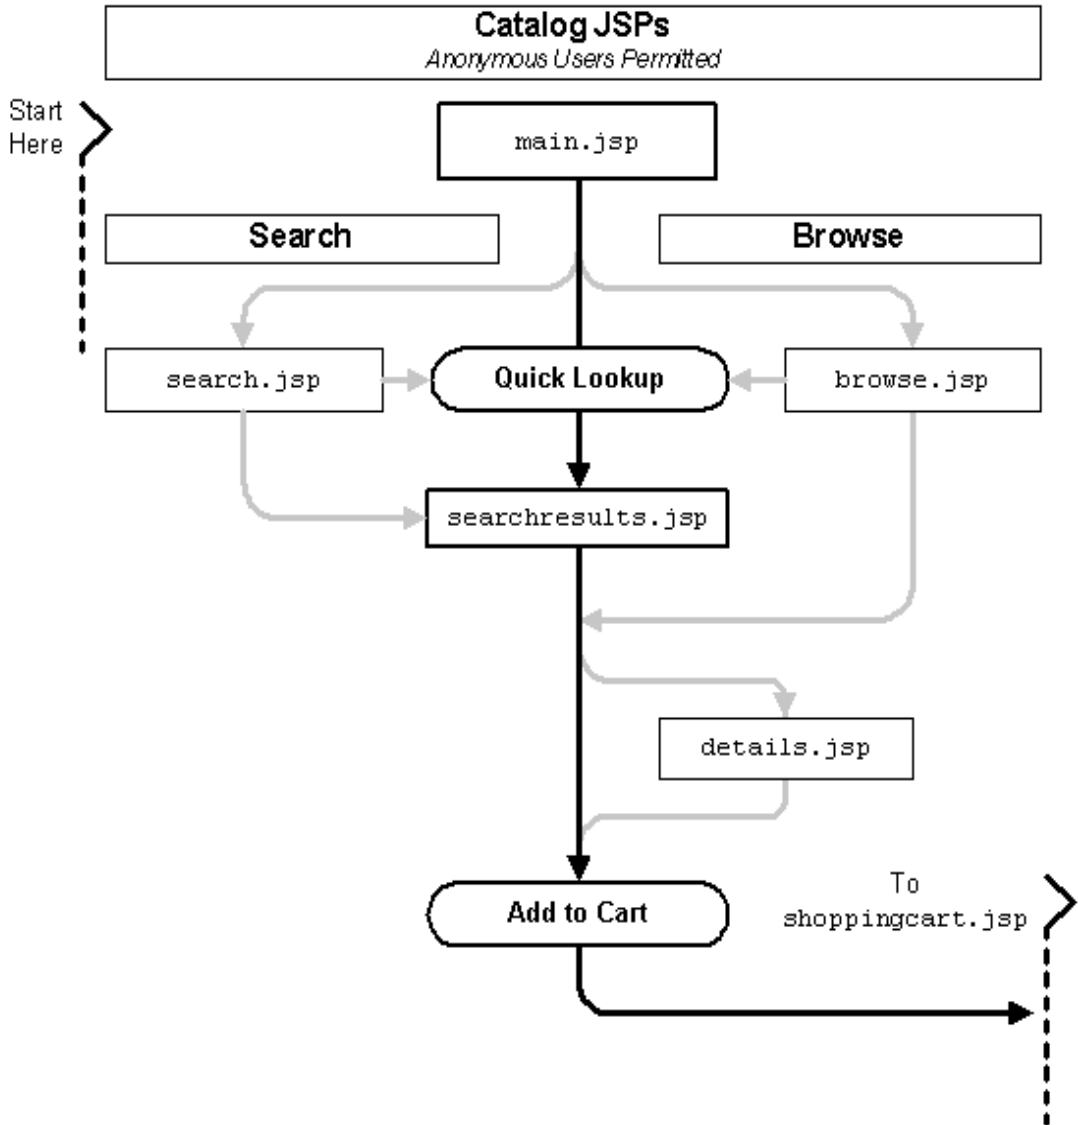 Catalog JSPs
Anonymous Users Permitted
Start
Here
main.jsp
Search
Browse
search.jsp
Quick Lookup
browse.jsp
searchresults.jsp
details.jsp
Add to Cart
To
shoppingcart.jsp